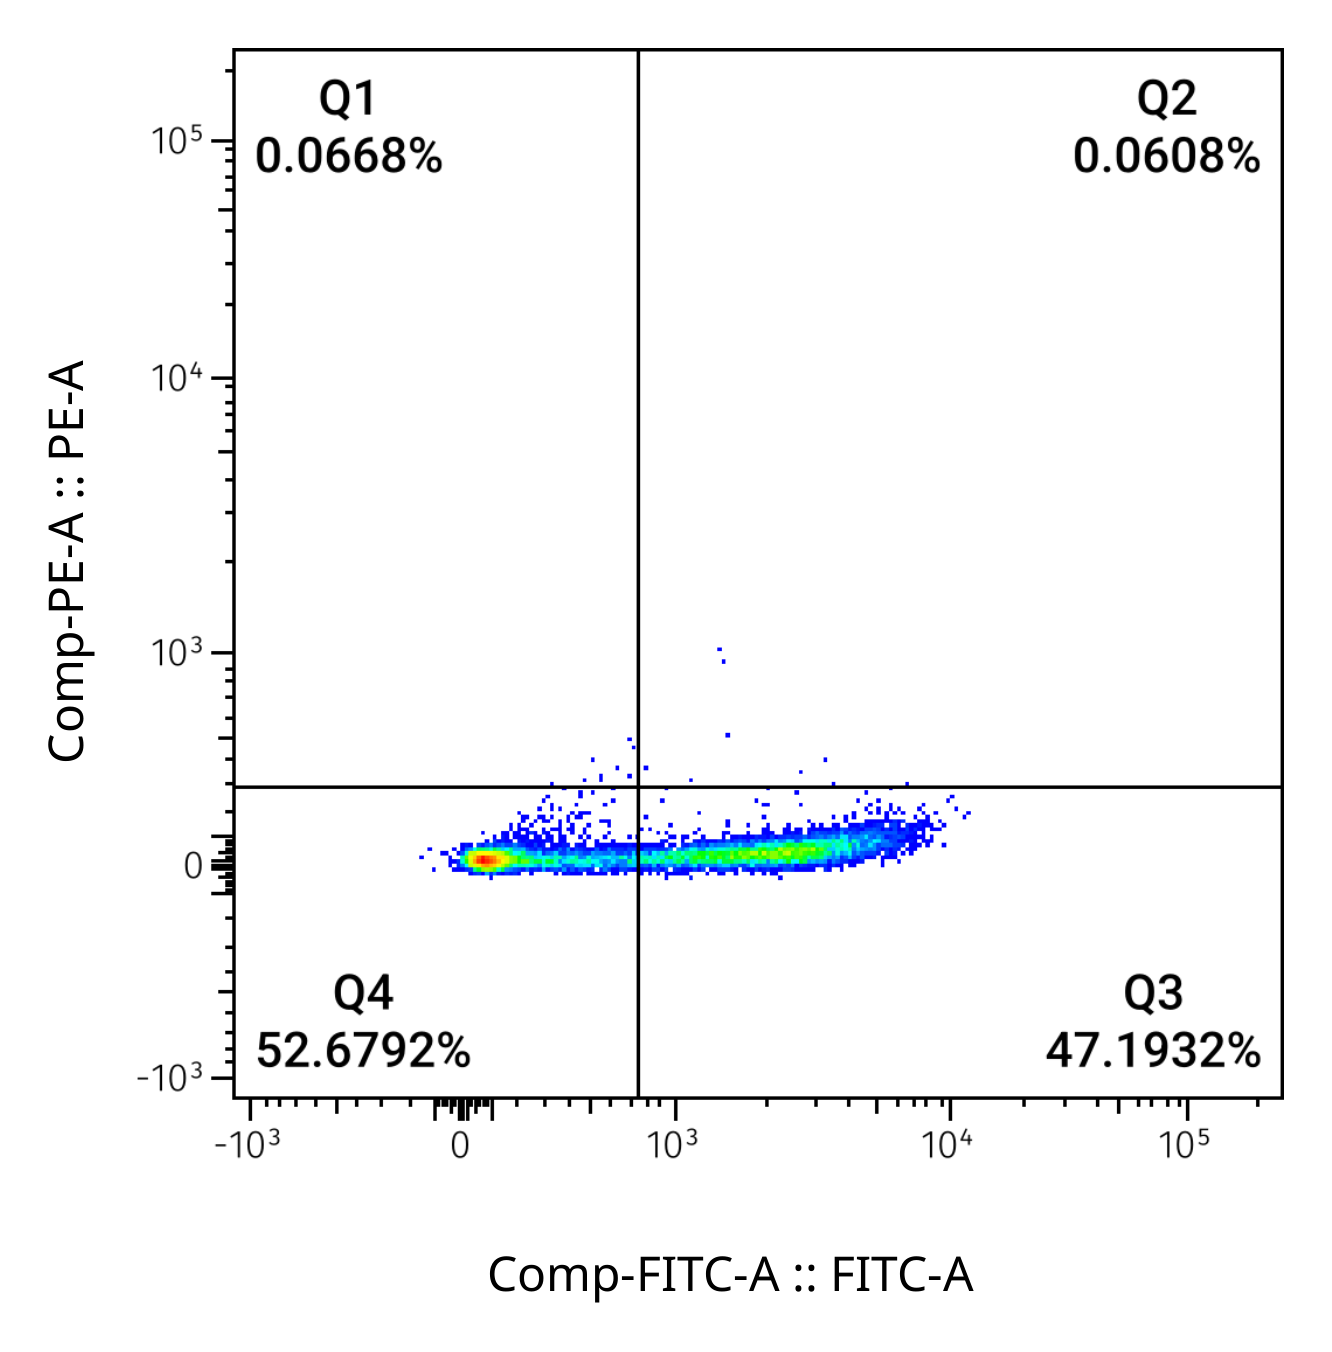 Q1
0.0668%
Q2
0.0608%
10⁵
10⁴
10³
0
-10³
Comp-PE-A :: PE-A
Q4
52.6792%
Q3
47.1932%
-10³
0
10³
10⁴
10⁵
Comp-FITC-A :: FITC-A